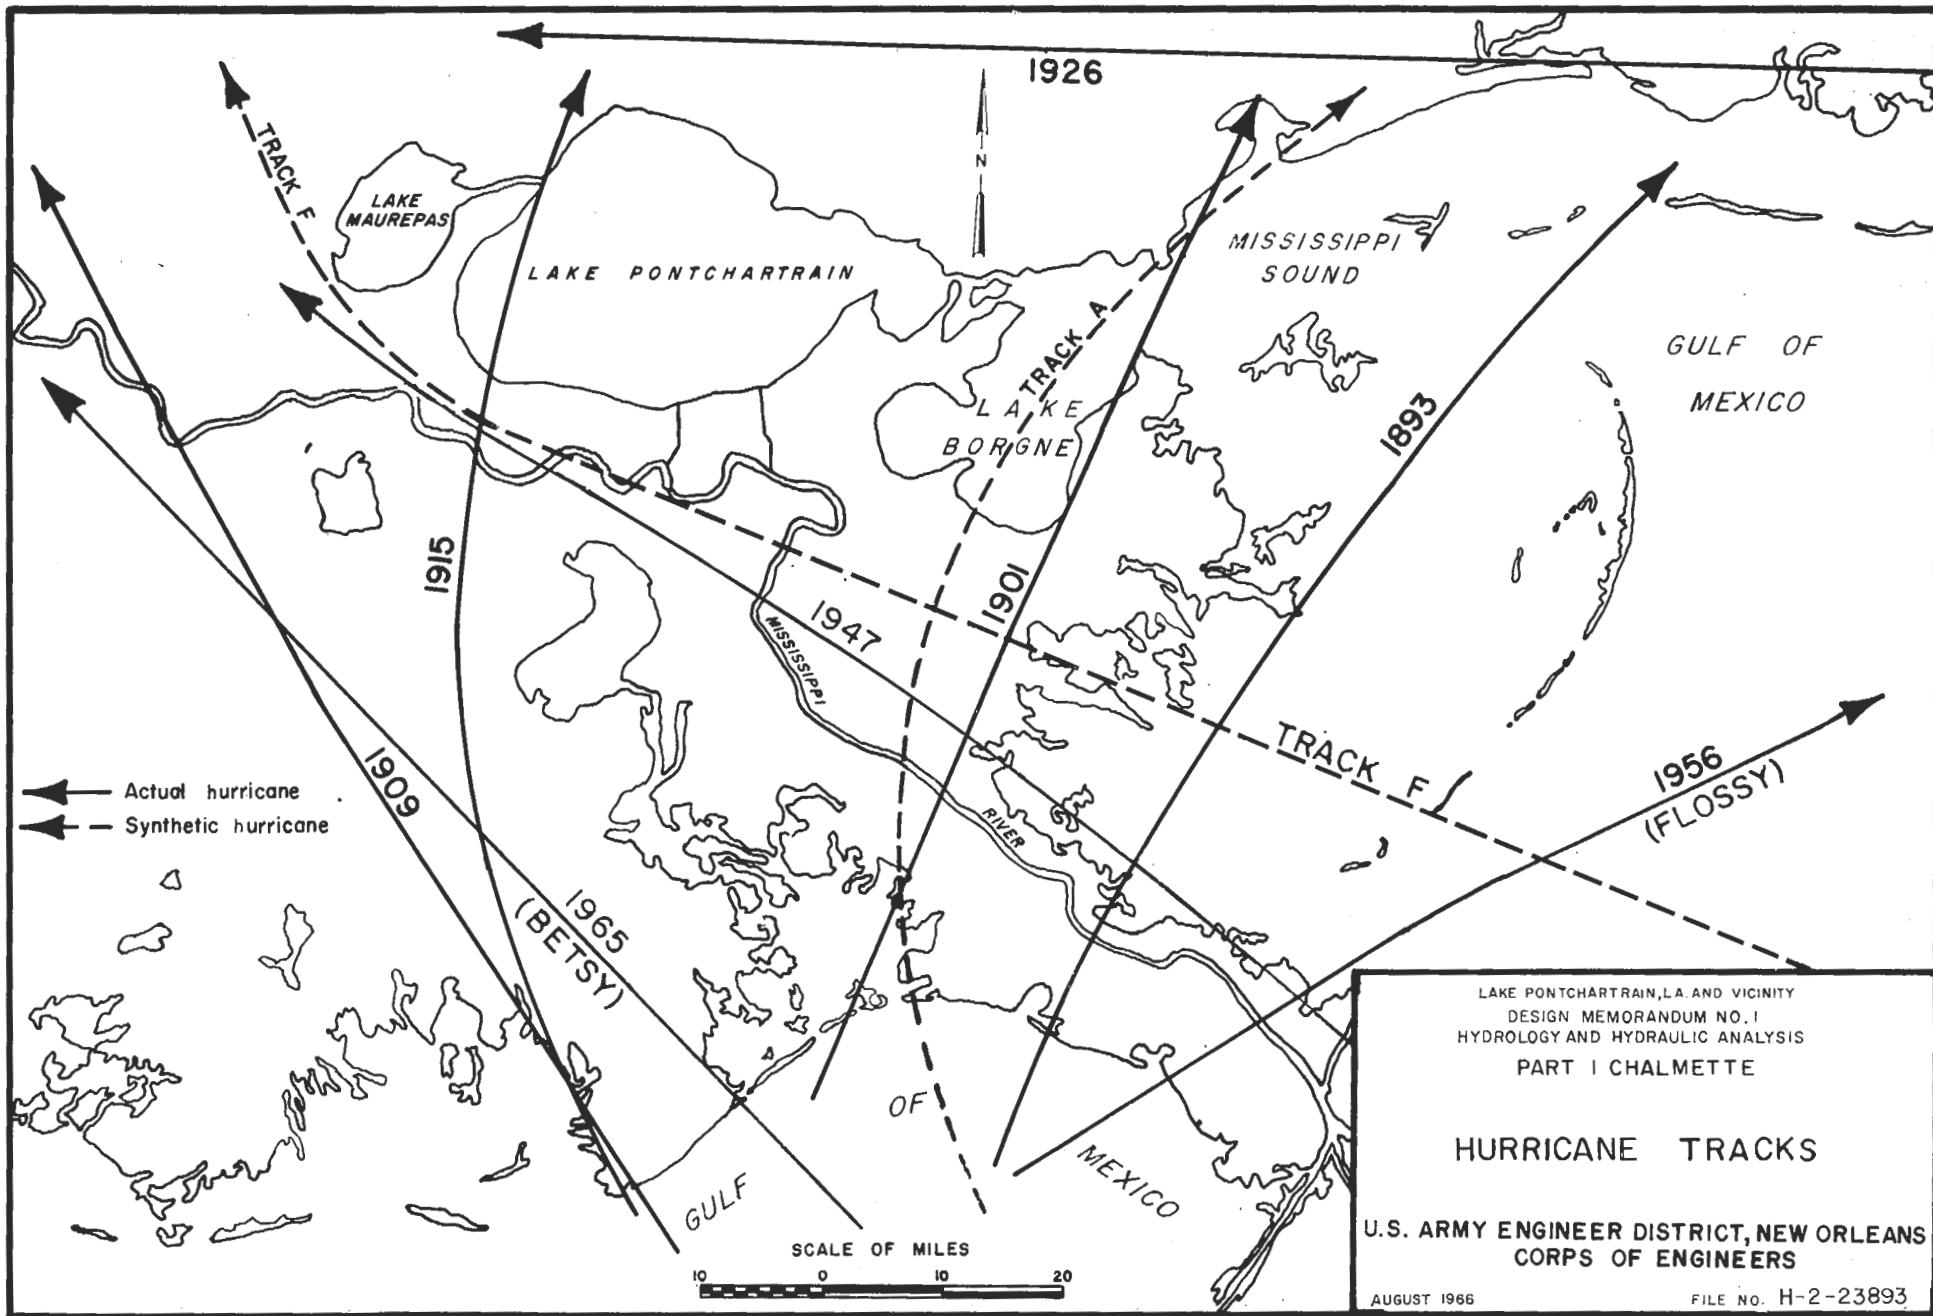 1926
TRACK F
LAKE
MAUREPAS
N
LAKE PONTCHARTRAIN
MISSISSIPPI
SOUND
GULF OF
MEXICO
TRACK A
LAKE
BORGNE
1893
1915
1901
1947
MISSISSIPPI
RIVER
TRACK F
1956
(FLOSSY)
1909
Actual hurricane
Synthetic hurricane
1965
(BETSY)
GULF
OF
MEXICO
SCALE OF MILES
10 0 10 20
LAKE PONTCHARTRAIN, LA. AND VICINITY
DESIGN MEMORANDUM NO. 1
HYDROLOGY AND HYDRAULIC ANALYSIS
PART I CHALMETTE
HURRICANE TRACKS
U.S. ARMY ENGINEER DISTRICT, NEW ORLEANS
CORPS OF ENGINEERS
AUGUST 1966
FILE NO. H-2-23893